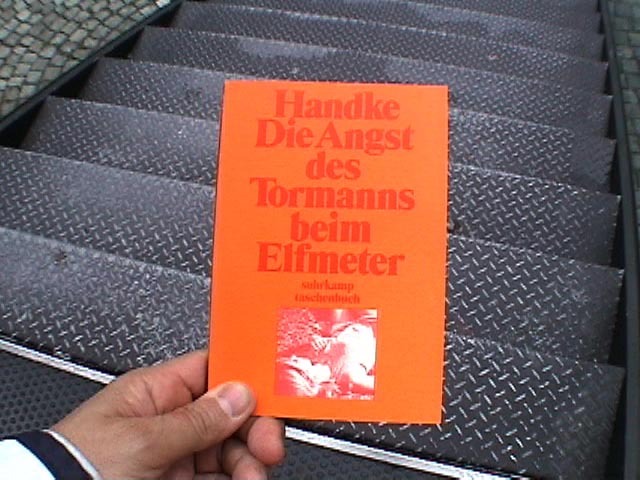 Handke
Die Angst
des
Tormanns
beim
Elfmeter
suhrkamp
taschenbuch